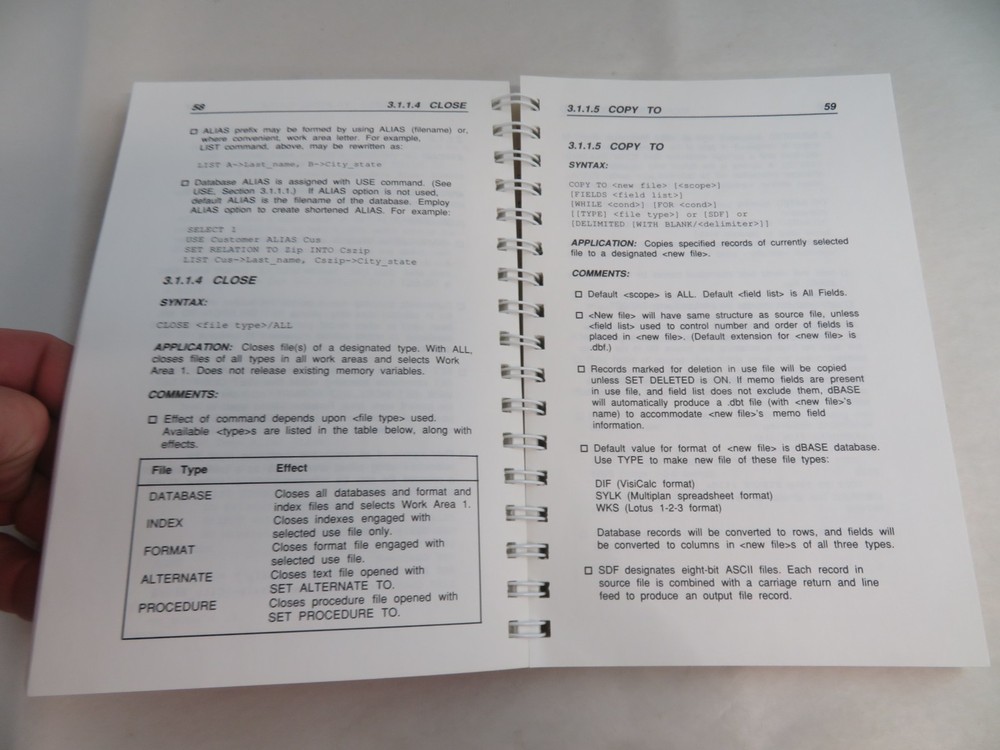 58 3.1.1.4 CLOSE
□ ALIAS prefix may be formed by using ALIAS (filename) or,
where convenient, work area letter. For example,
LIST command, above, may be rewritten as:
LIST A->Last_name, B->City_state
□ Database ALIAS is assigned with USE command. (See
USE, Section 3.1.1.1.) If ALIAS option is not used,
default ALIAS is the filename of the database. Employ
ALIAS option to create shortened ALIAS. For example:
SELECT 1
USE Customer ALIAS Cus
SET RELATION TO Zip INTO Cszip
LIST Cus->Last_name, Cszip->City_state
3.1.1.4 CLOSE
SYNTAX:
CLOSE <file type>/ALL
APPLICATION: Closes file(s) of a designated type. With ALL,
closes files of all types in all work areas and selects Work
Area 1. Does not release existing memory variables.
COMMENTS:
□ Effect of command depends upon <file type> used.
Available <type>s are listed in the table below, along with
effects.
File Type Effect
DATABASE Closes all databases and format and
index files and selects Work Area 1.
INDEX Closes indexes engaged with
selected use file only.
FORMAT Closes format file engaged with
selected use file.
ALTERNATE Closes text file opened with
SET ALTERNATE TO.
PROCEDURE Closes procedure file opened with
SET PROCEDURE TO.
3.1.1.5 COPY TO 59
3.1.1.5 COPY TO
SYNTAX:
COPY TO <new file> [<scope>]
[FIELDS <field list>]
[WHILE <cond>] [FOR <cond>]
[[TYPE] <file type>] or [SDF] or
[DELIMITED [WITH BLANK/<delimiter>]]
APPLICATION: Copies specified records of currently selected
file to a designated <new file>.
COMMENTS:
□ Default <scope> is ALL. Default <field list> is All Fields.
□ <New file> will have same structure as source file, unless
<field list> used to control number and order of fields is
placed in <new file>. (Default extension for <new file> is
.dbf.)
□ Records marked for deletion in use file will be copied
unless SET DELETED is ON. If memo fields are present
in use file, and field list does not exclude them, dBASE
will automatically produce a .dbt file (with <new file>'s
name) to accommodate <new file>'s memo field
information.
□ Default value for format of <new file> is dBASE database.
Use TYPE to make new file of these file types:
DIF (VisiCalc format)
SYLK (Multiplan spreadsheet format)
WKS (Lotus 1-2-3 format)
Database records will be converted to rows, and fields will
be converted to columns in <new file>s of all three types.
□ SDF designates eight-bit ASCII files. Each record in
source file is combined with a carriage return and line
feed to produce an output file record.